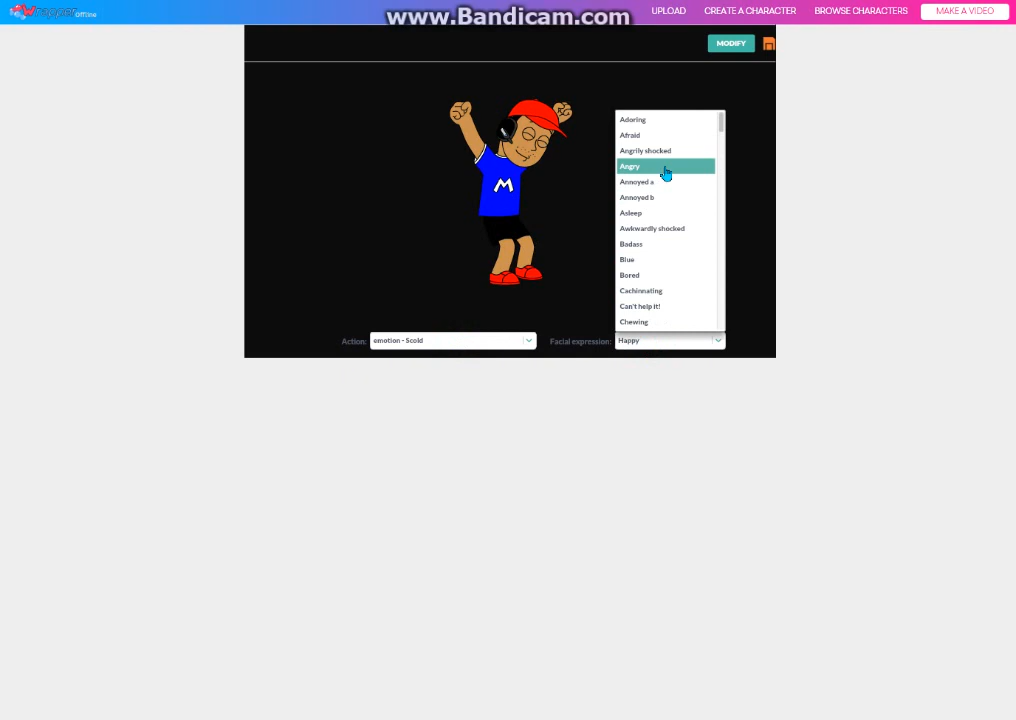 Wrapper Offline
www.Bandicam.com
UPLOAD CREATE A CHARACTER BROWSE CHARACTERS MAKE A VIDEO
MODIFY
M
Adoring
Afraid
Angrily shocked
Angry
Annoyed a
Annoyed b
Asleep
Awkwardly shocked
Badass
Blue
Bored
Cachinnating
Can't help it!
Chewing
Action: emotion - Scold Facial expression: Happy